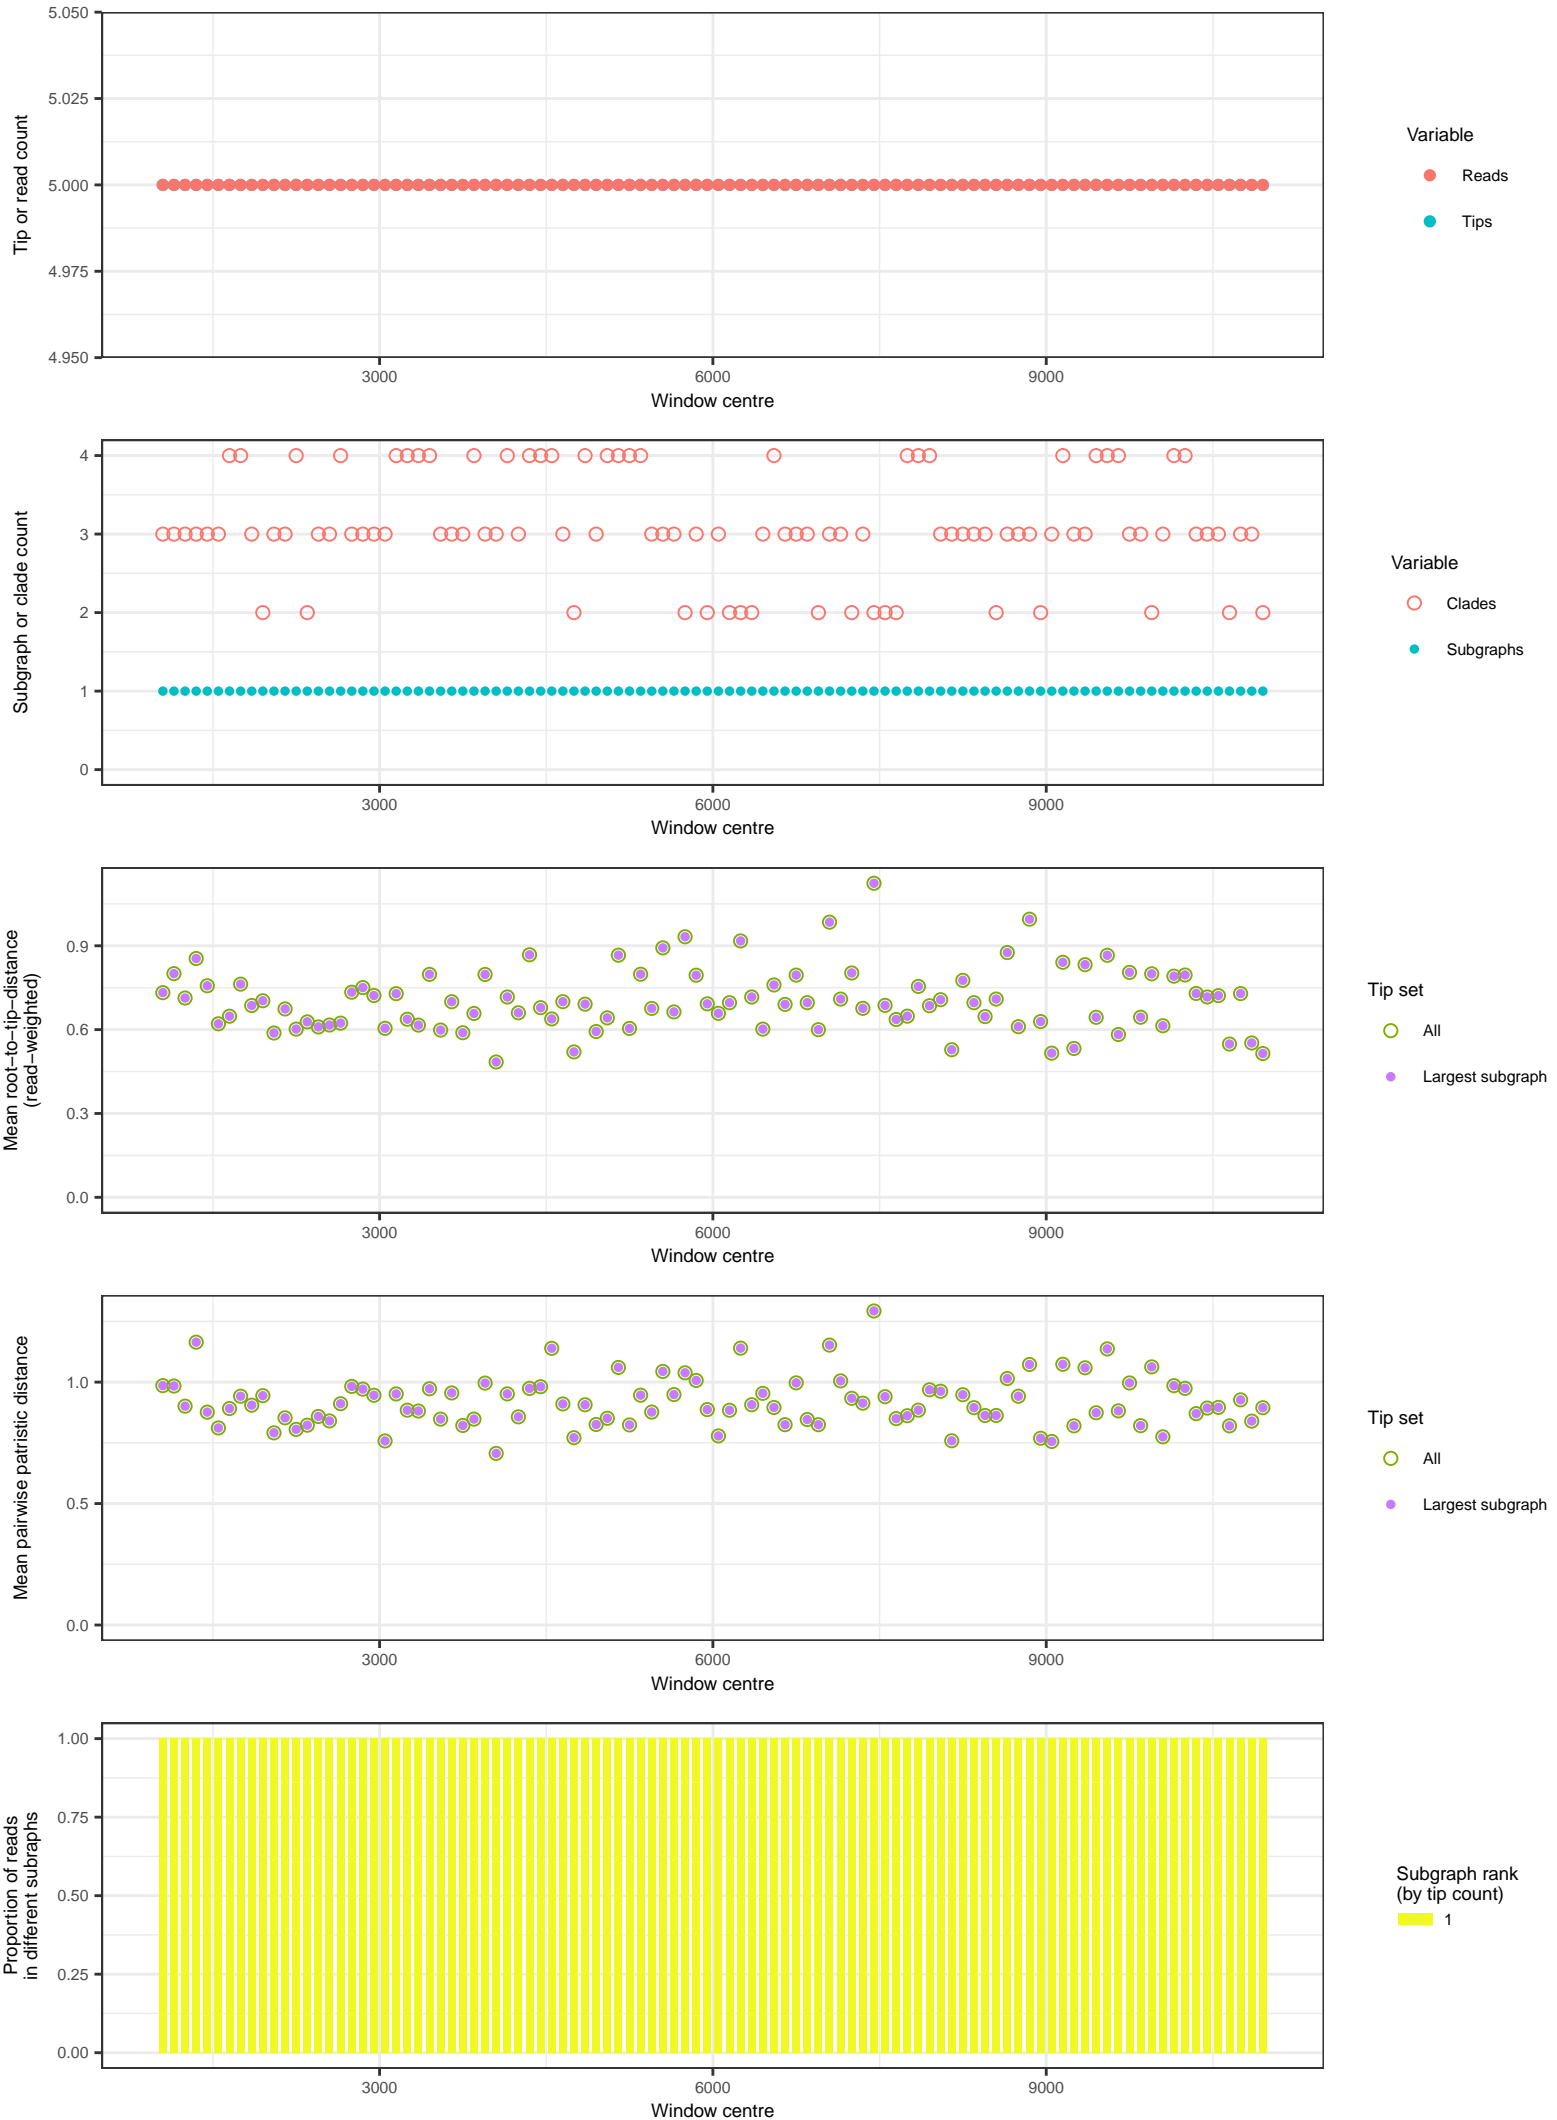 5.050
5.025
5.000
4.975
4.950
Tip or read count
3000 6000 9000
Window centre
Variable
Reads
Tips
4
3
2
1
0
Subgraph or clade count
3000 6000 9000
Window centre
Variable
Clades
Subgraphs
0.9
0.6
0.3
0.0
Mean root−to−tip−distance
(read−weighted)
3000 6000 9000
Window centre
Tip set
All
Largest subgraph
1.0
0.5
0.0
Mean pairwise patristic distance
3000 6000 9000
Window centre
Tip set
All
Largest subgraph
1.00
0.75
0.50
0.25
0.00
Proportion of reads
in different subraphs
3000 6000 9000
Window centre
Subgraph rank
(by tip count)
1